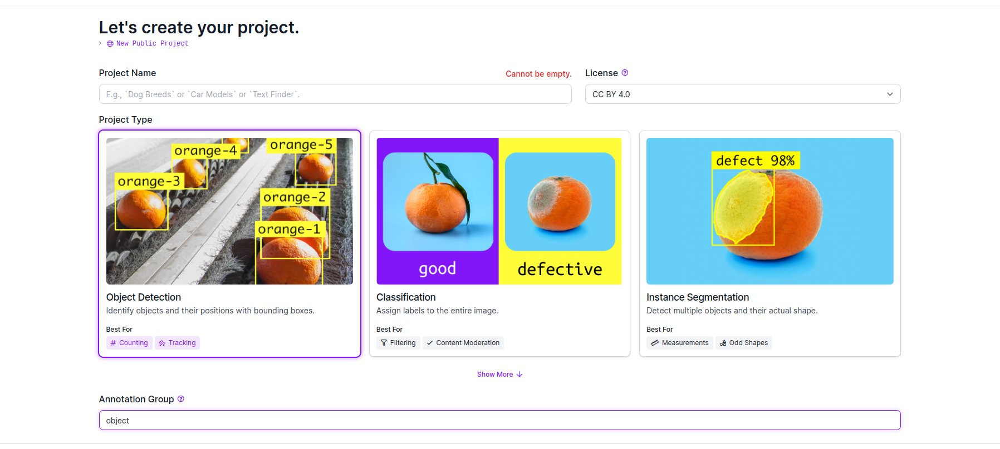 Let's create your project.
New Public Project
Project Name
Cannot be empty.
License
E.g., `Dog Breeds` or `Car Models` or `Text Finder`.
CC BY 4.0
Project Type
orange-4
orange-5
orange-3
orange-2
orange-1
good
defective
defect 98%
Object Detection
Identify objects and their positions with bounding boxes.
Best For
# Counting
Tracking
Classification
Assign labels to the entire image.
Best For
Filtering
Content Moderation
Instance Segmentation
Detect multiple objects and their actual shape.
Best For
Measurements
Odd Shapes
Show More ↓
Annotation Group
object